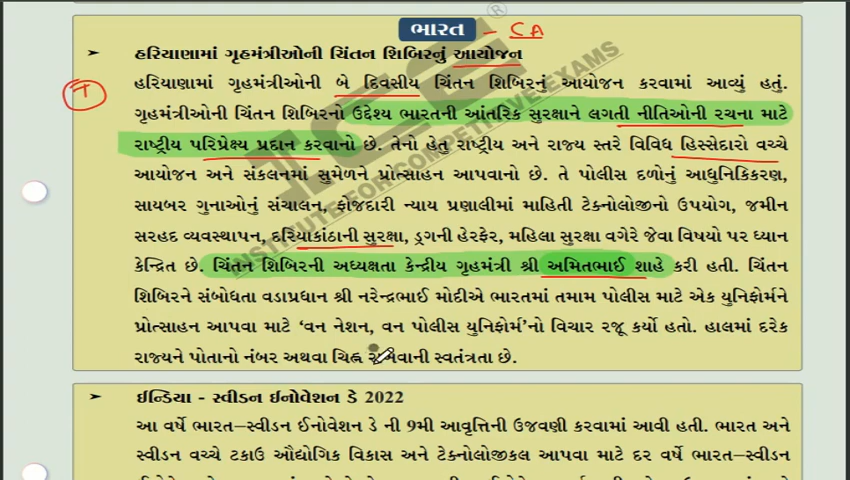 ભારત - CA
➤ હરિયાણામાં ગૃહમંત્રીઓની ચિંતન શિબિરનું આયોજન
હરિયાણામાં ગૃહમંત્રીઓની બે દિવસીય ચિંતન શિબિરનું આયોજન કરવામાં આવ્યું હતું.
ગૃહમંત્રીઓની ચિંતન શિબિરનો ઉદ્દેશ્ય ભારતની આંતરિક સુરક્ષાને લગતી નીતિઓની રચના માટે
રાષ્ટ્રીય પરિપ્રેક્ષ્ય પ્રદાન કરવાનો છે. તેનો હેતુ રાષ્ટ્રીય અને રાજ્ય સ્તરે વિવિધ હિસ્સેદારો વચ્ચે
આયોજન અને સંકલનમાં સુમેળને પ્રોત્સાહન આપવાનો છે. તે પોલીસ દળોનું આધુનિકિકરણ,
સાયબર ગુનાઓનું સંચાલન, ફોજદારી ન્યાય પ્રણાલીમાં માહિતી ટેક્નોલોજીનો ઉપયોગ, જમીન
સરહદ વ્યવસ્થાપન, દરિયાકાંઠાની સુરક્ષા, ડ્રગની હેરફેર, મહિલા સુરક્ષા વગેરે જેવા વિષયો પર ધ્યાન
કેન્દ્રિત છે. ચિંતન શિબિરની અધ્યક્ષતા કેન્દ્રીય ગૃહમંત્રી શ્રી અમિતભાઈ શાહે કરી હતી. ચિંતન
શિબિરને સંબોધતા વડાપ્રધાન શ્રી નરેન્દ્રભાઈ મોદીએ ભારતમાં તમામ પોલીસ માટે એક યુનિફોર્મને
પ્રોત્સાહન આપવા માટે ‘વન નેશન, વન પોલીસ યુનિફોર્મ’નો વિચાર રજૂ કર્યો હતો. હાલમાં દરેક
રાજ્યને પોતાનો નંબર અથવા ચિહ્ન રાખવાની સ્વતંત્રતા છે.
➤ ઈન્ડિયા - સ્વીડન ઈનોવેશન ડે 2022
આ વર્ષે ભારત-સ્વીડન ઈનોવેશન ડે ની 9મી આવૃત્તિની ઉજવણી કરવામાં આવી હતી. ભારત અને
સ્વીડન વચ્ચે ટકાઉ ઔદ્યોગિક વિકાસ અને ટેક્નોલોજીકલ આપવા માટે દર વર્ષે ભારત-સ્વીડન